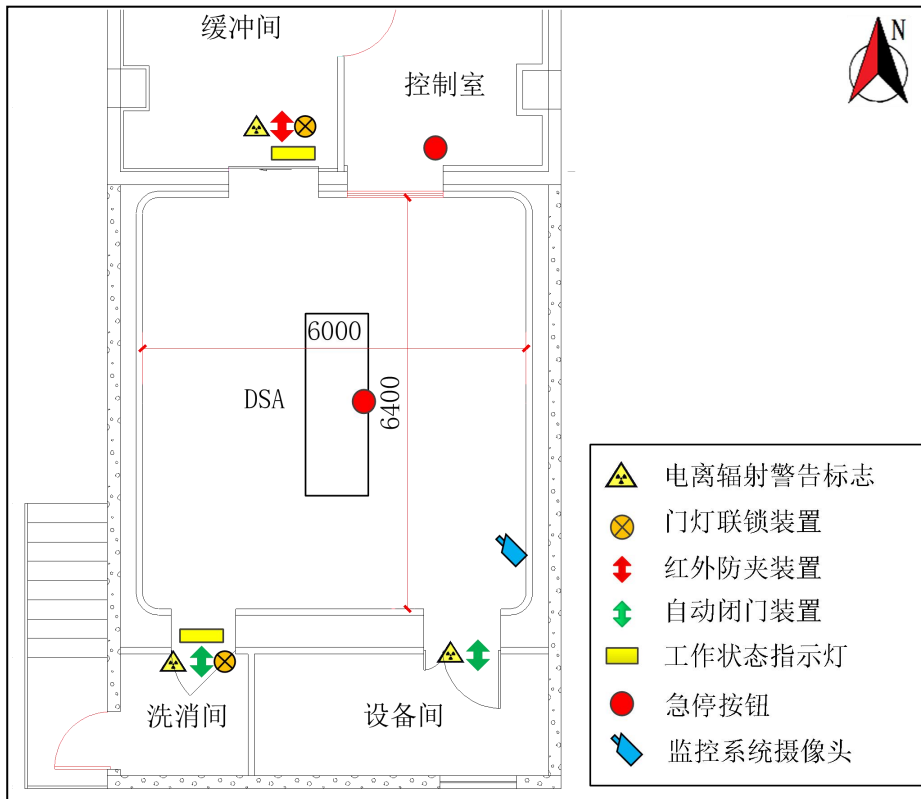 缓冲间
N
控制室
6000
DSA
6400
电离辐射警告标志
门灯联锁装置
红外防夹装置
自动闭门装置
工作状态指示灯
急停按钮
监控系统摄像头
洗消间
设备间